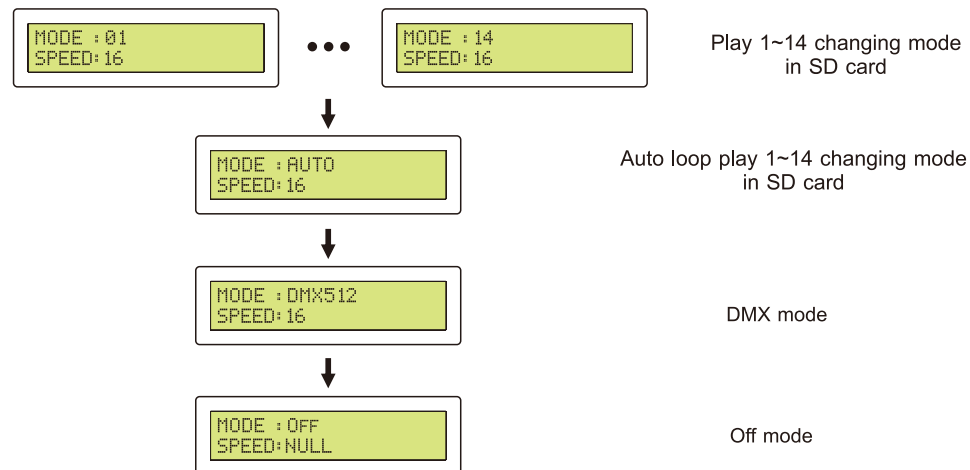 MODE :01
SPEED:16
•••
MODE :14
SPEED:16
Play 1~14 changing mode
in SD card
MODE :AUTO
SPEED:16
Auto loop play 1~14 changing mode
in SD card
MODE :DMX512
SPEED:16
DMX mode
MODE :OFF
SPEED:NULL
Off mode